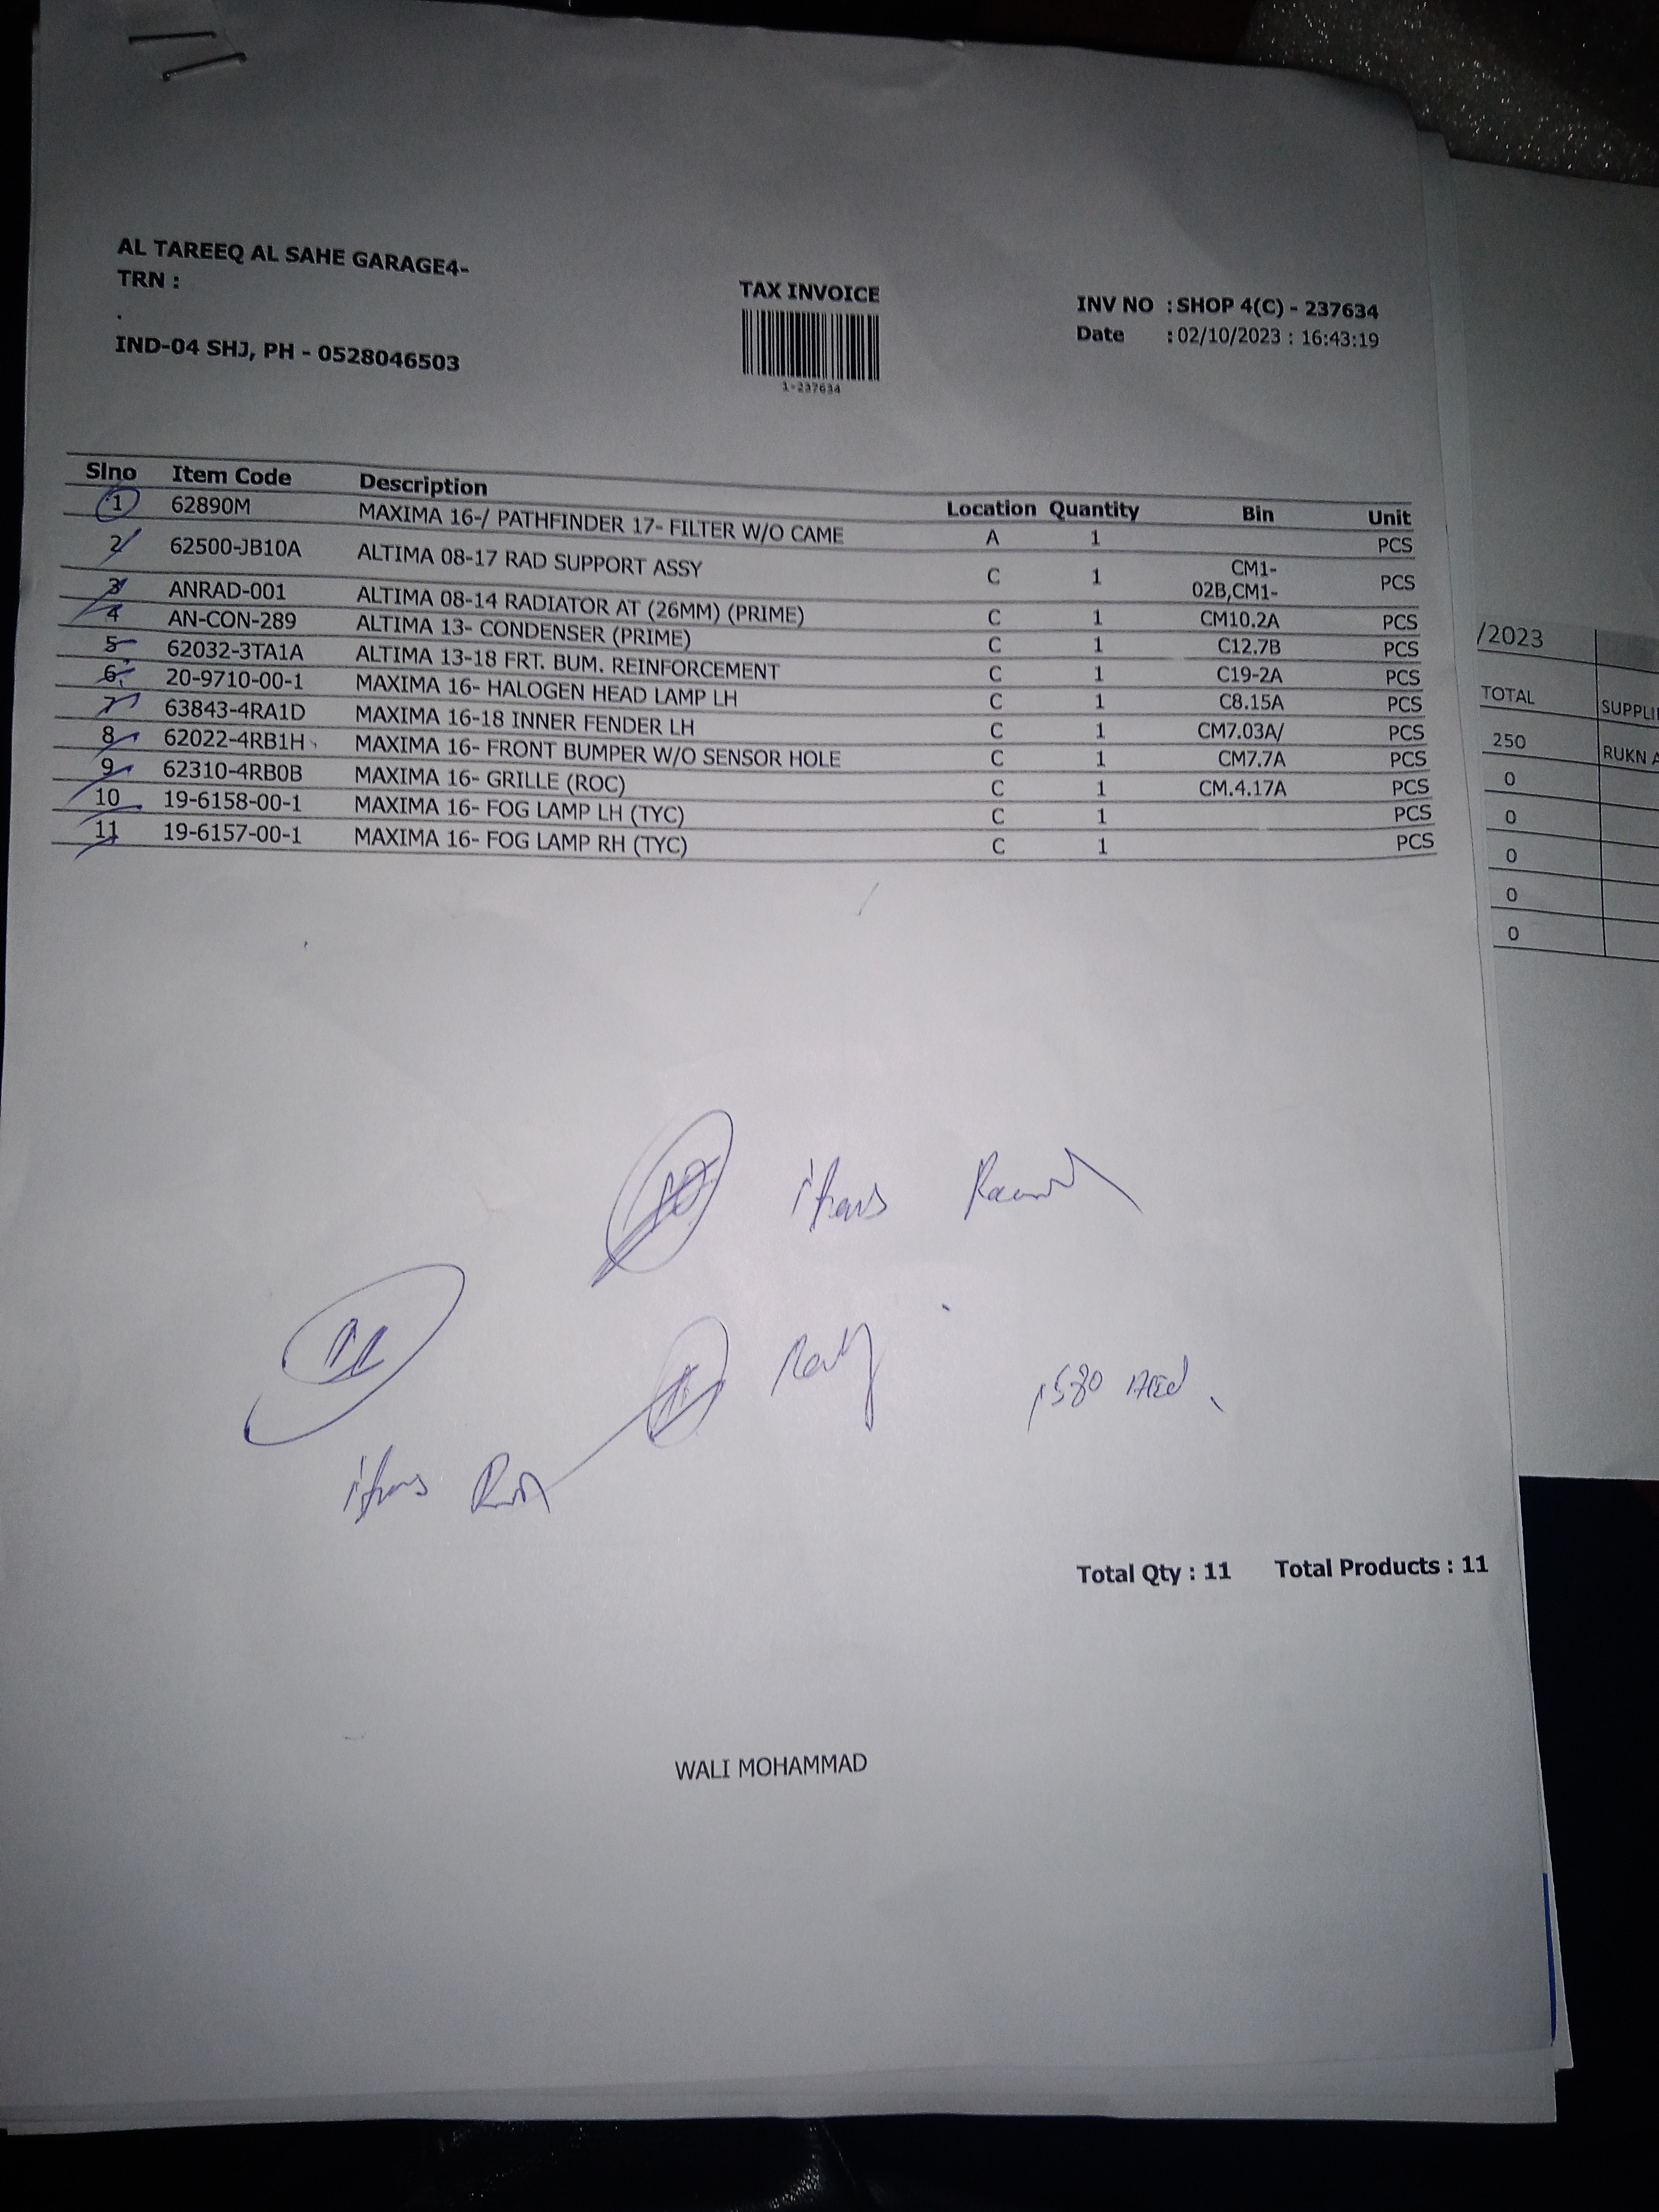 AL TAREEQ AL SAHE GARAGE4-
TRN :
.
IND-04 SHJ, PH - 0528046503
TAX INVOICE
1-237634
INV NO : SHOP 4(C) - 237634
Date : 02/10/2023 : 16:43:19
Slno Item Code Description Location Quantity Bin Unit
1 62890M MAXIMA 16-/ PATHFINDER 17- FILTER W/O CAME A 1 PCS
2 62500-JB10A ALTIMA 08-17 RAD SUPPORT ASSY C 1 CM1-02B,CM1- PCS
3 ANRAD-001 ALTIMA 08-14 RADIATOR AT (26MM) (PRIME) C 1 CM10.2A PCS
4 AN-CON-289 ALTIMA 13- CONDENSER (PRIME) C 1 C12.7B PCS
5 62032-3TA1A ALTIMA 13-18 FRT. BUM. REINFORCEMENT C 1 C19-2A PCS
6 20-9710-00-1 MAXIMA 16- HALOGEN HEAD LAMP LH C 1 C8.15A PCS
7 63843-4RA1D MAXIMA 16-18 INNER FENDER LH C 1 CM7.03A/ PCS
8 62022-4RB1H MAXIMA 16- FRONT BUMPER W/O SENSOR HOLE C 1 CM7.7A PCS
9 62310-4RB0B MAXIMA 16- GRILLE (ROC) C 1 CM.4.17A PCS
10 19-6158-00-1 MAXIMA 16- FOG LAMP LH (TYC) C 1 PCS
11 19-6157-00-1 MAXIMA 16- FOG LAMP RH (TYC) C 1 PCS
/2023
TOTAL SUPPLI
250 RUKN A
0
0
0
0
0
10 items
11
1580 AED
items
Total Qty : 11 Total Products : 11
WALI MOHAMMAD